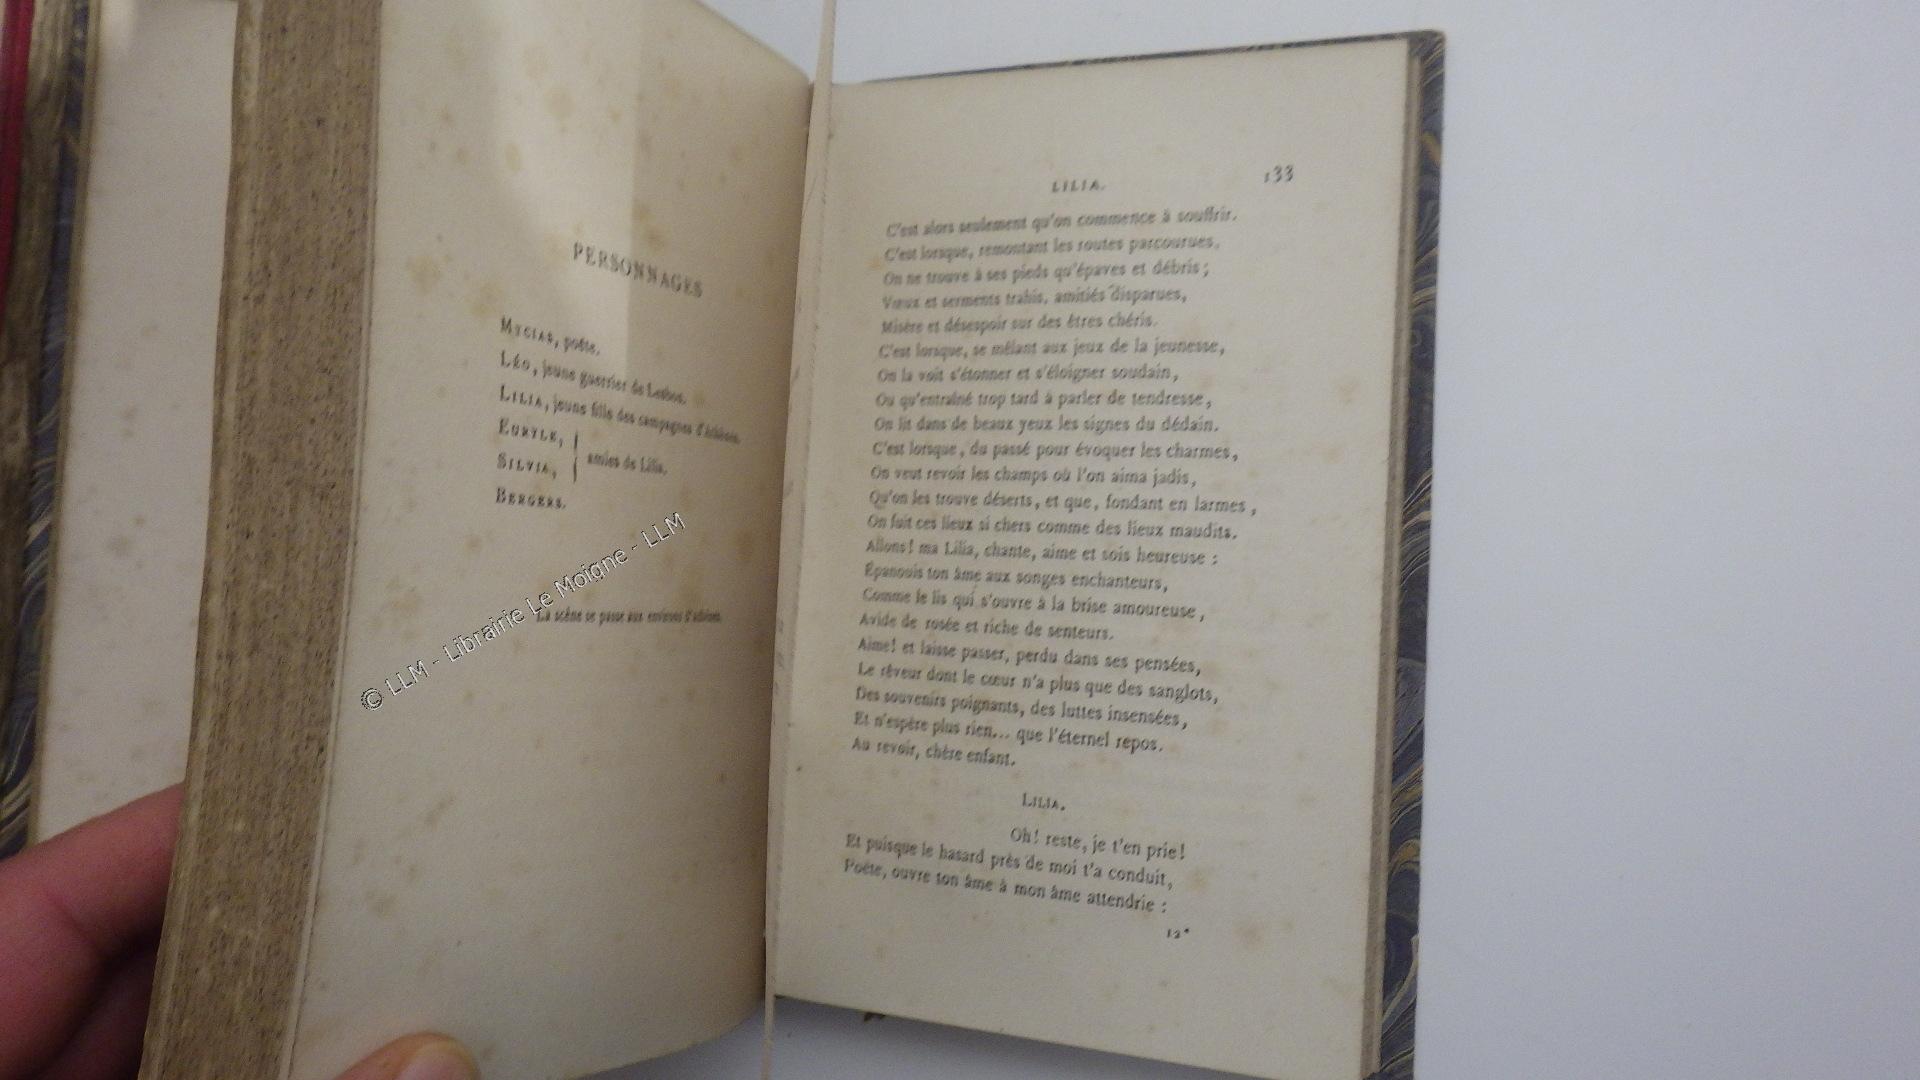 PERSONNAGES
MYCIAS, poëte.
LÉO, jeune guerrier de Lesbos.
LILIA, jeune fille des campagnes d'Athènes.
EURYLE,
SILVIA,
amies de Lilia.
BERGERS.
La scène se passe aux environs d'Athènes.
© LLM - Librairie Le Moigne - LLM
LILIA.
133
C'est alors seulement qu'on commence à souffrir.
C'est lorsque, remontant les routes parcourues,
On ne trouve à ses pieds qu'épaves et débris ;
Vœux et serments trahis, amitiés disparues,
Misère et désespoir sur des êtres chéris.
C'est lorsque, se mêlant aux jeux de la jeunesse,
On la voit s'étonner et s'éloigner soudain,
Ou qu'entraîné trop tard à parler de tendresse,
On lit dans de beaux yeux les signes du dédain.
C'est lorsque, du passé pour évoquer les charmes,
On veut revoir les champs où l'on aima jadis,
Qu'on les trouve déserts, et que, fondant en larmes,
On fuit ces lieux si chers comme des lieux maudits.
Allons! ma Lilia, chante, aime et sois heureuse :
Épanouis ton âme aux songes enchanteurs,
Comme le lis qui s'ouvre à la brise amoureuse,
Avide de rosée et riche de senteurs.
Aime! et laisse passer, perdu dans ses pensées,
Le rêveur dont le cœur n'a plus que des sanglots,
Des souvenirs poignants, des luttes insensées,
Et n'espère plus rien... que l'éternel repos.
Au revoir, chère enfant.
LILIA.
Oh! reste, je t'en prie!
Et puisque le hasard près de moi t'a conduit,
Poëte, ouvre ton âme à mon âme attendrie :
12*